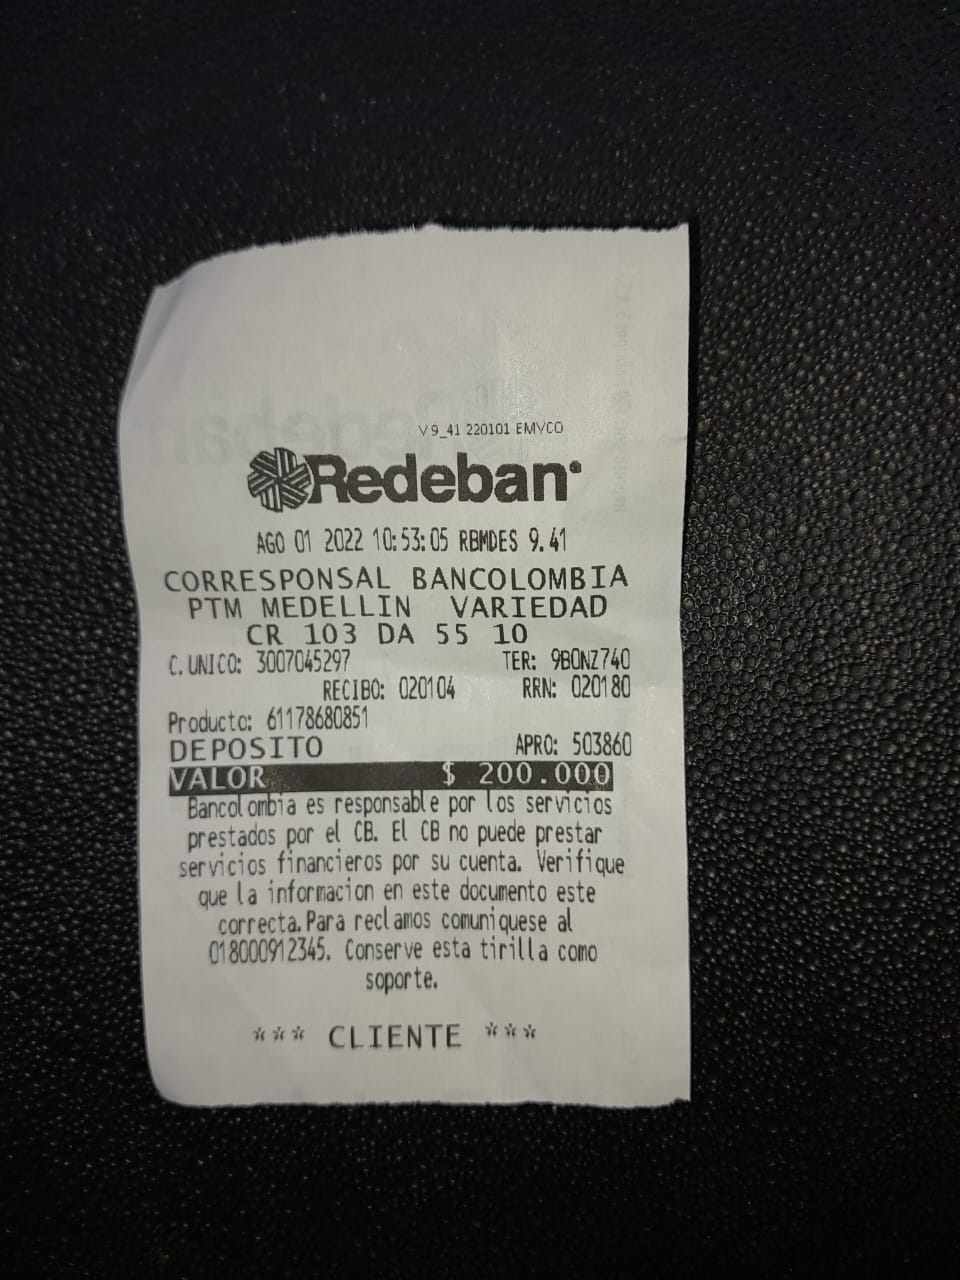 V9_41 220101 EMVCO
Redeban
AGO 01 2022 10:53:05 RBMDES 9.41
CORRESPONSAL BANCOLOMBIA
PTM MEDELLIN VARIEDAD
CR 103 DA 55 10
C. UNICO: 3007045297 TER: 9BONZ740
RECIBO: 020104 RRN: 020180
Producto: 61178680851
DEPOSITO APRO: 503860
VALOR $ 200.000
Bancolombia es responsable por los servicios
prestados por el CB. El CB no puede prestar
servicios financieros por su cuenta. Verifique
que la informacion en este documento este
correcta.Para reclamos comuniquese al
018000912345. Conserve esta tirilla como
soporte.
*** CLIENTE ***